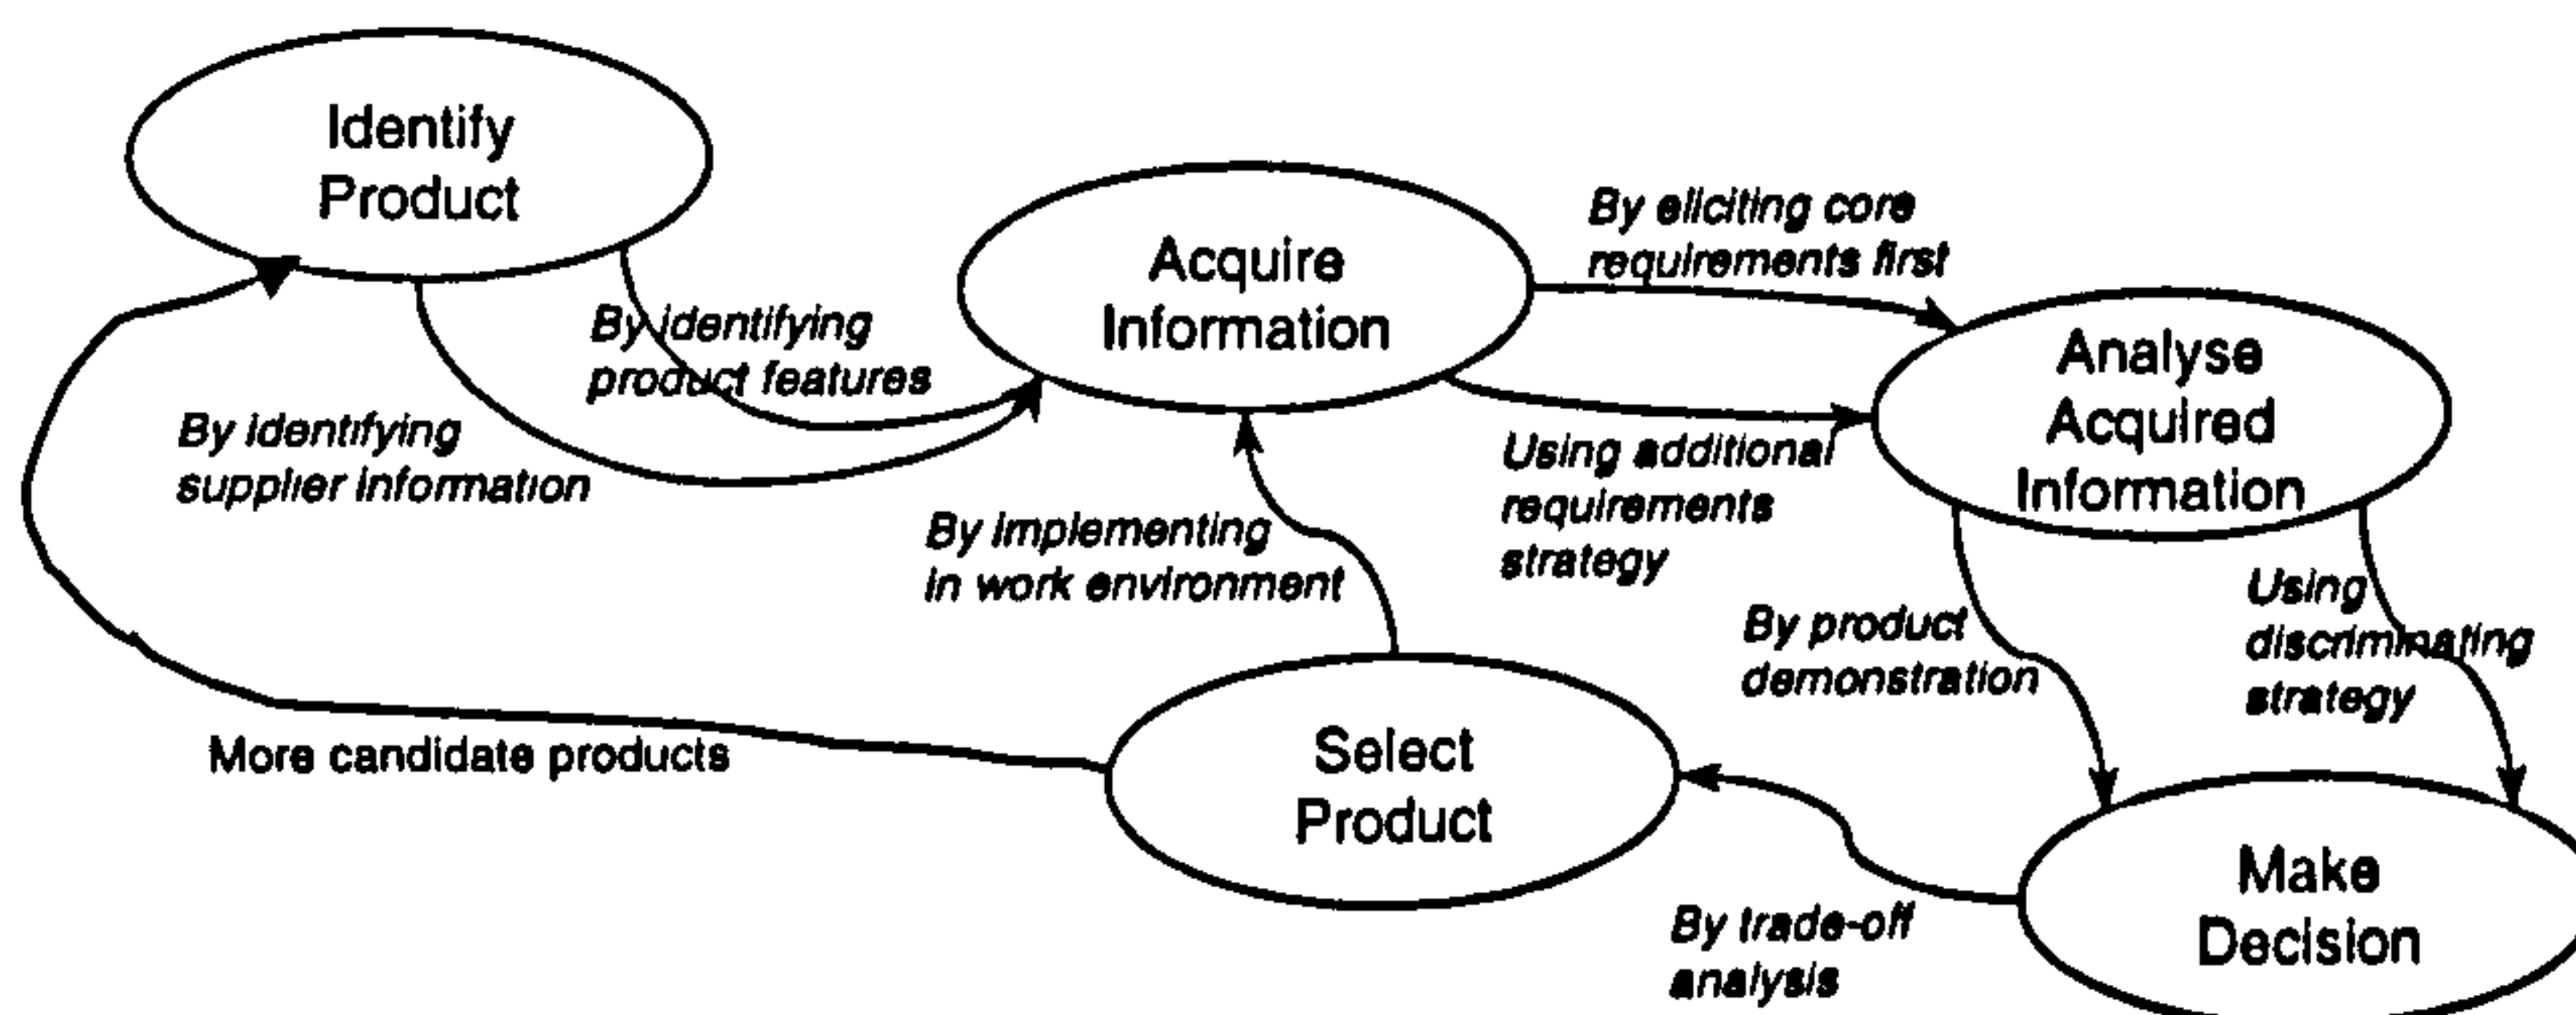 Identify
Product
By identifying
product features
By identifying
supplier information
Acquire
Information
By eliciting core
requirements first
Using additional
requirements
strategy
Analyse
Acquired
Information
By implementing
in work environment
By product
demonstration
Using
discriminating
strategy
More candidate products
Select
Product
By trade-off
analysis
Make
Decision